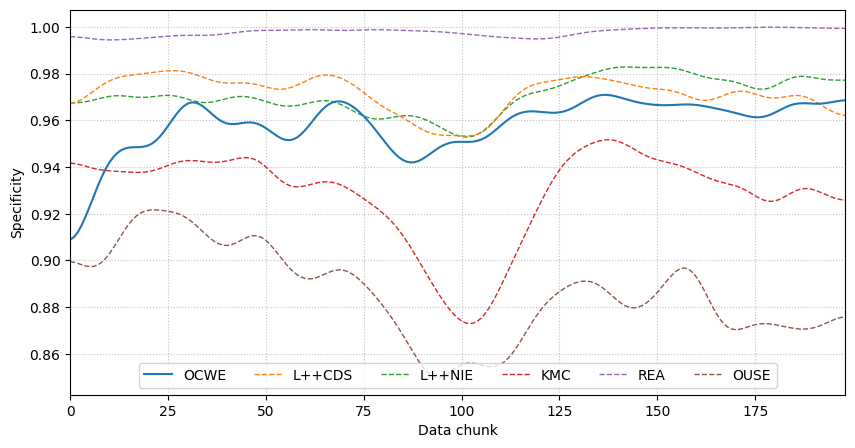 1.00
0.98
0.96
0.94
0.92
0.90
0.88
0.86
Specificity
OCWE L++CDS L++NIE KMC REA OUSE
0 25 50 75 100 125 150 175
Data chunk